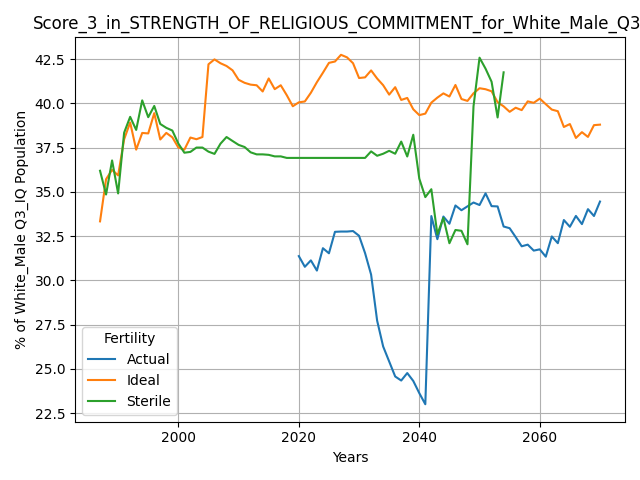 Score_3_in_STRENGTH_OF_RELIGIOUS_COMMITMENT_for_White_Male_Q3
% of White_Male Q3_IQ Population
42.5
40.0
37.5
35.0
32.5
30.0
27.5
25.0
22.5
Fertility
Actual
Ideal
Sterile
2000
2020
2040
2060
Years